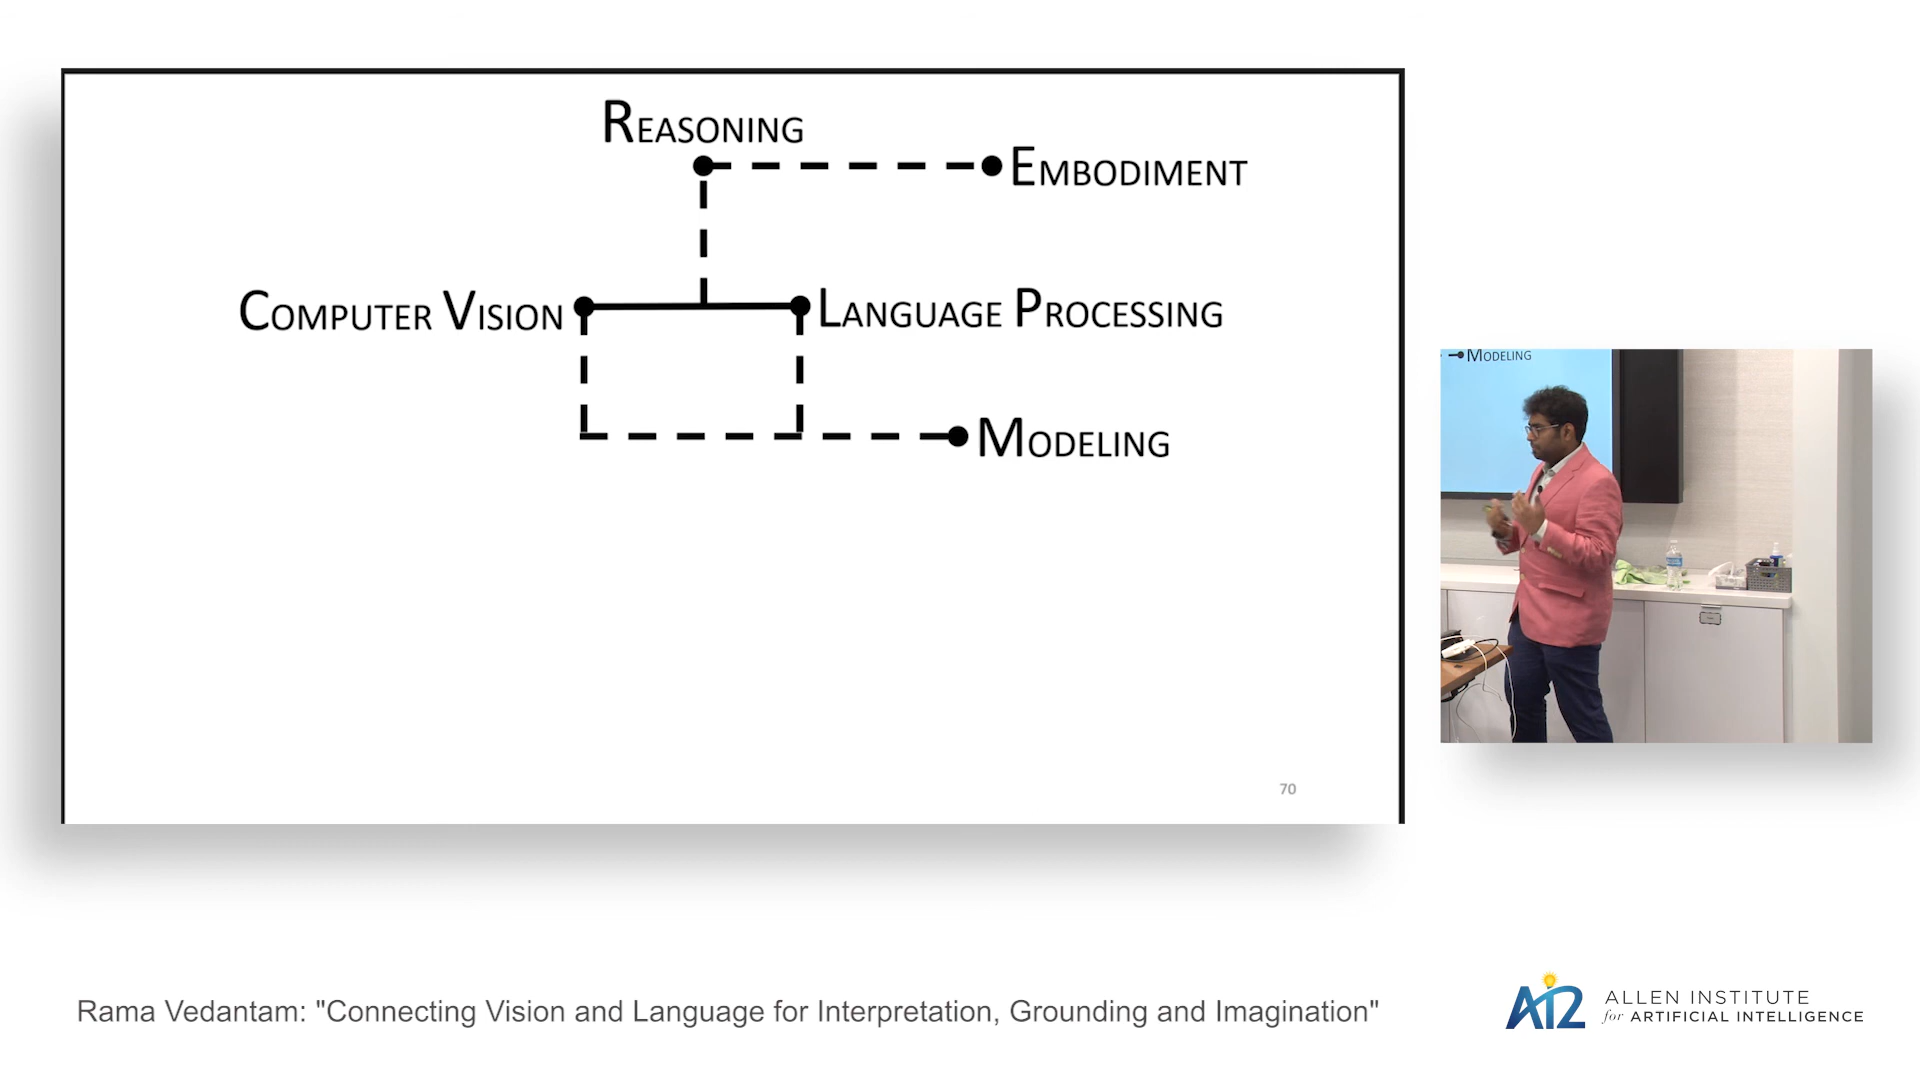 REASONING
EMBODIMENT
COMPUTER VISION
LANGUAGE PROCESSING
MODELING
70
MODELING
Rama Vedantam: "Connecting Vision and Language for Interpretation, Grounding and Imagination"
AI2
ALLEN INSTITUTE
for ARTIFICIAL INTELLIGENCE